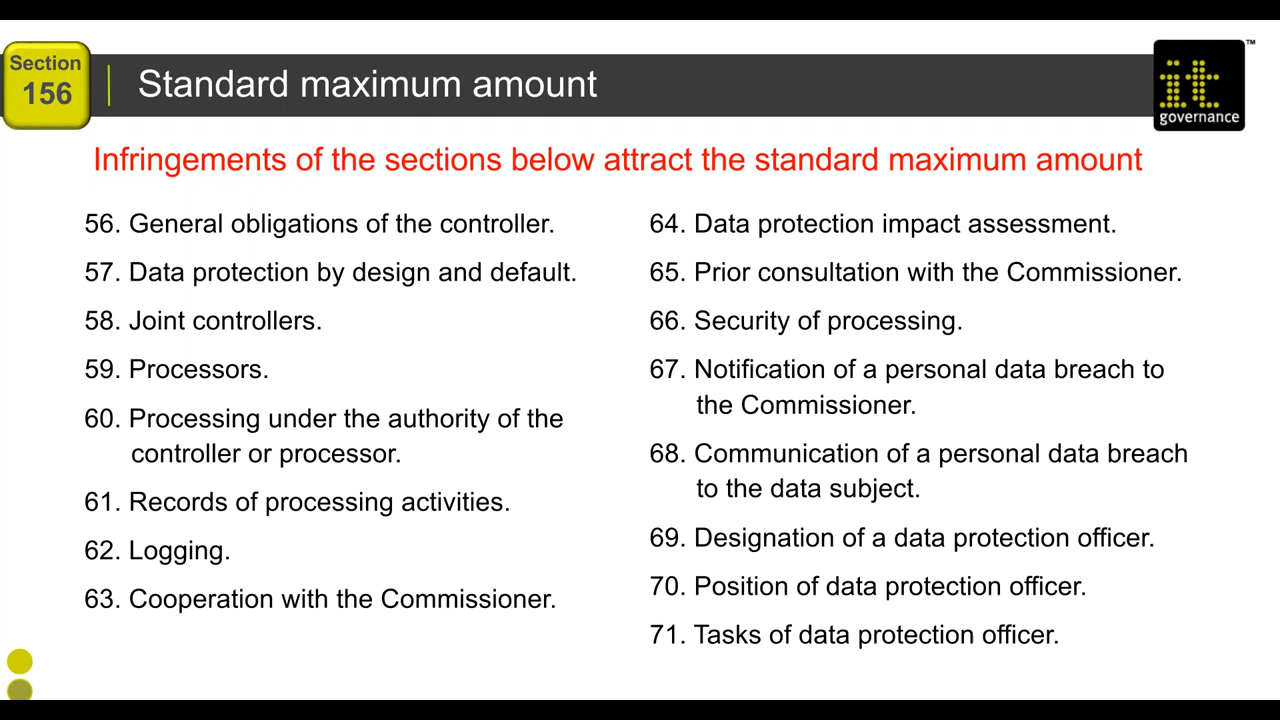 Section
156
Standard maximum amount
it
governance
™
Infringements of the sections below attract the standard maximum amount
56. General obligations of the controller.
57. Data protection by design and default.
58. Joint controllers.
59. Processors.
60. Processing under the authority of the
controller or processor.
61. Records of processing activities.
62. Logging.
63. Cooperation with the Commissioner.
64. Data protection impact assessment.
65. Prior consultation with the Commissioner.
66. Security of processing.
67. Notification of a personal data breach to
the Commissioner.
68. Communication of a personal data breach
to the data subject.
69. Designation of a data protection officer.
70. Position of data protection officer.
71. Tasks of data protection officer.